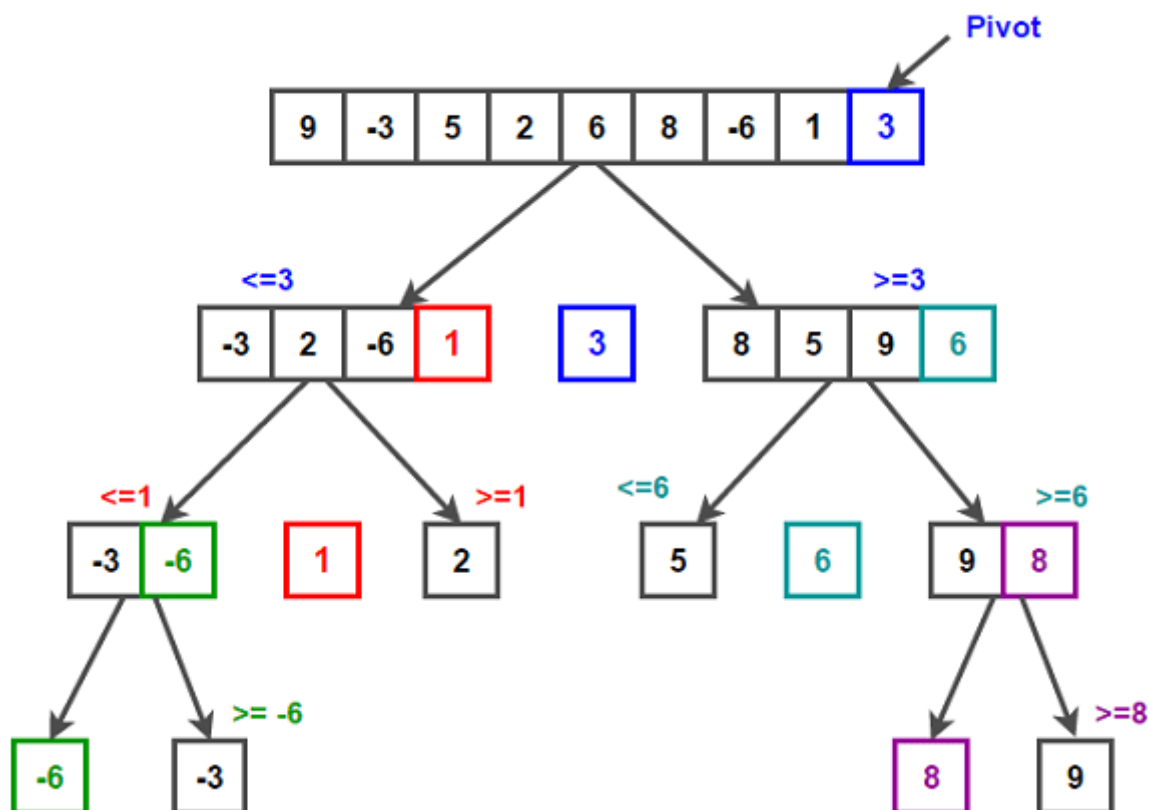 Pivot
9 -3 5 2 6 8 -6 1 3
<=3 >=3
-3 2 -6 1 3 8 5 9 6
<=1 >=1 <=6 >=6
-3 -6 1 2 5 6 9 8
>= -6 >=8
-6 -3 8 9